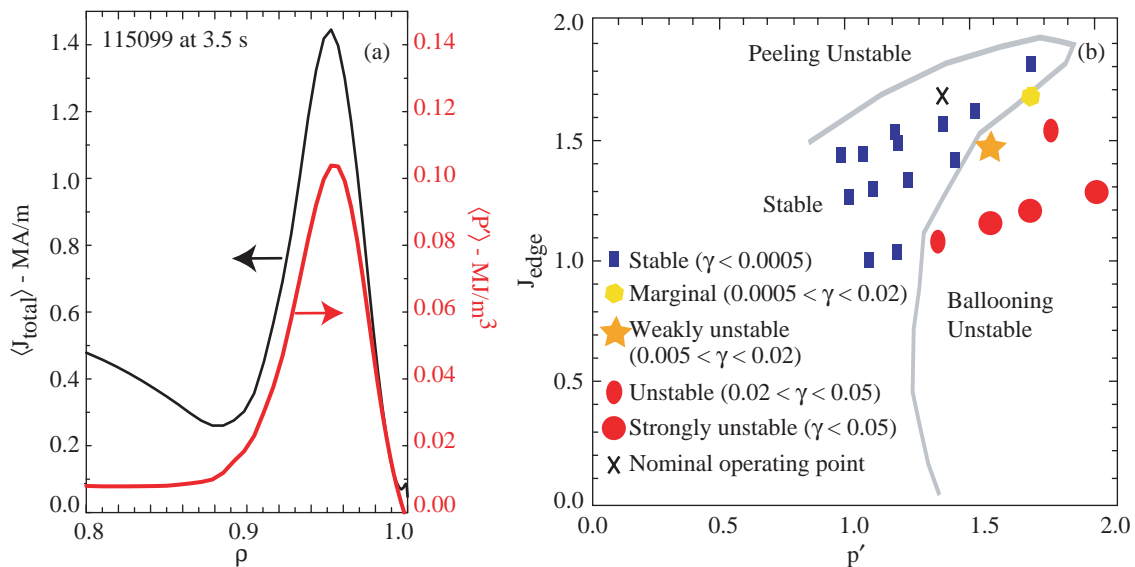 115099 at 3.5 s
(a)
1.4
1.2
1.0
0.8
0.6
0.4
0.2
0.0
⟨J_total⟩ - MA/m
0.14
0.12
0.10
0.08
0.06
0.04
0.02
0.00
⟨P′⟩ - MJ/m³
0.8
0.9
1.0
ρ
2.0
1.5
1.0
0.5
0.0
J_edge
Peeling Unstable
(b)
Stable
Stable (γ < 0.0005)
Marginal (0.0005 < γ < 0.02)
Weakly unstable
(0.005 < γ < 0.02)
Unstable (0.02 < γ < 0.05)
Strongly unstable (γ < 0.05)
Nominal operating point
Ballooning
Unstable
0.0
1.0
1.5
2.0
p′